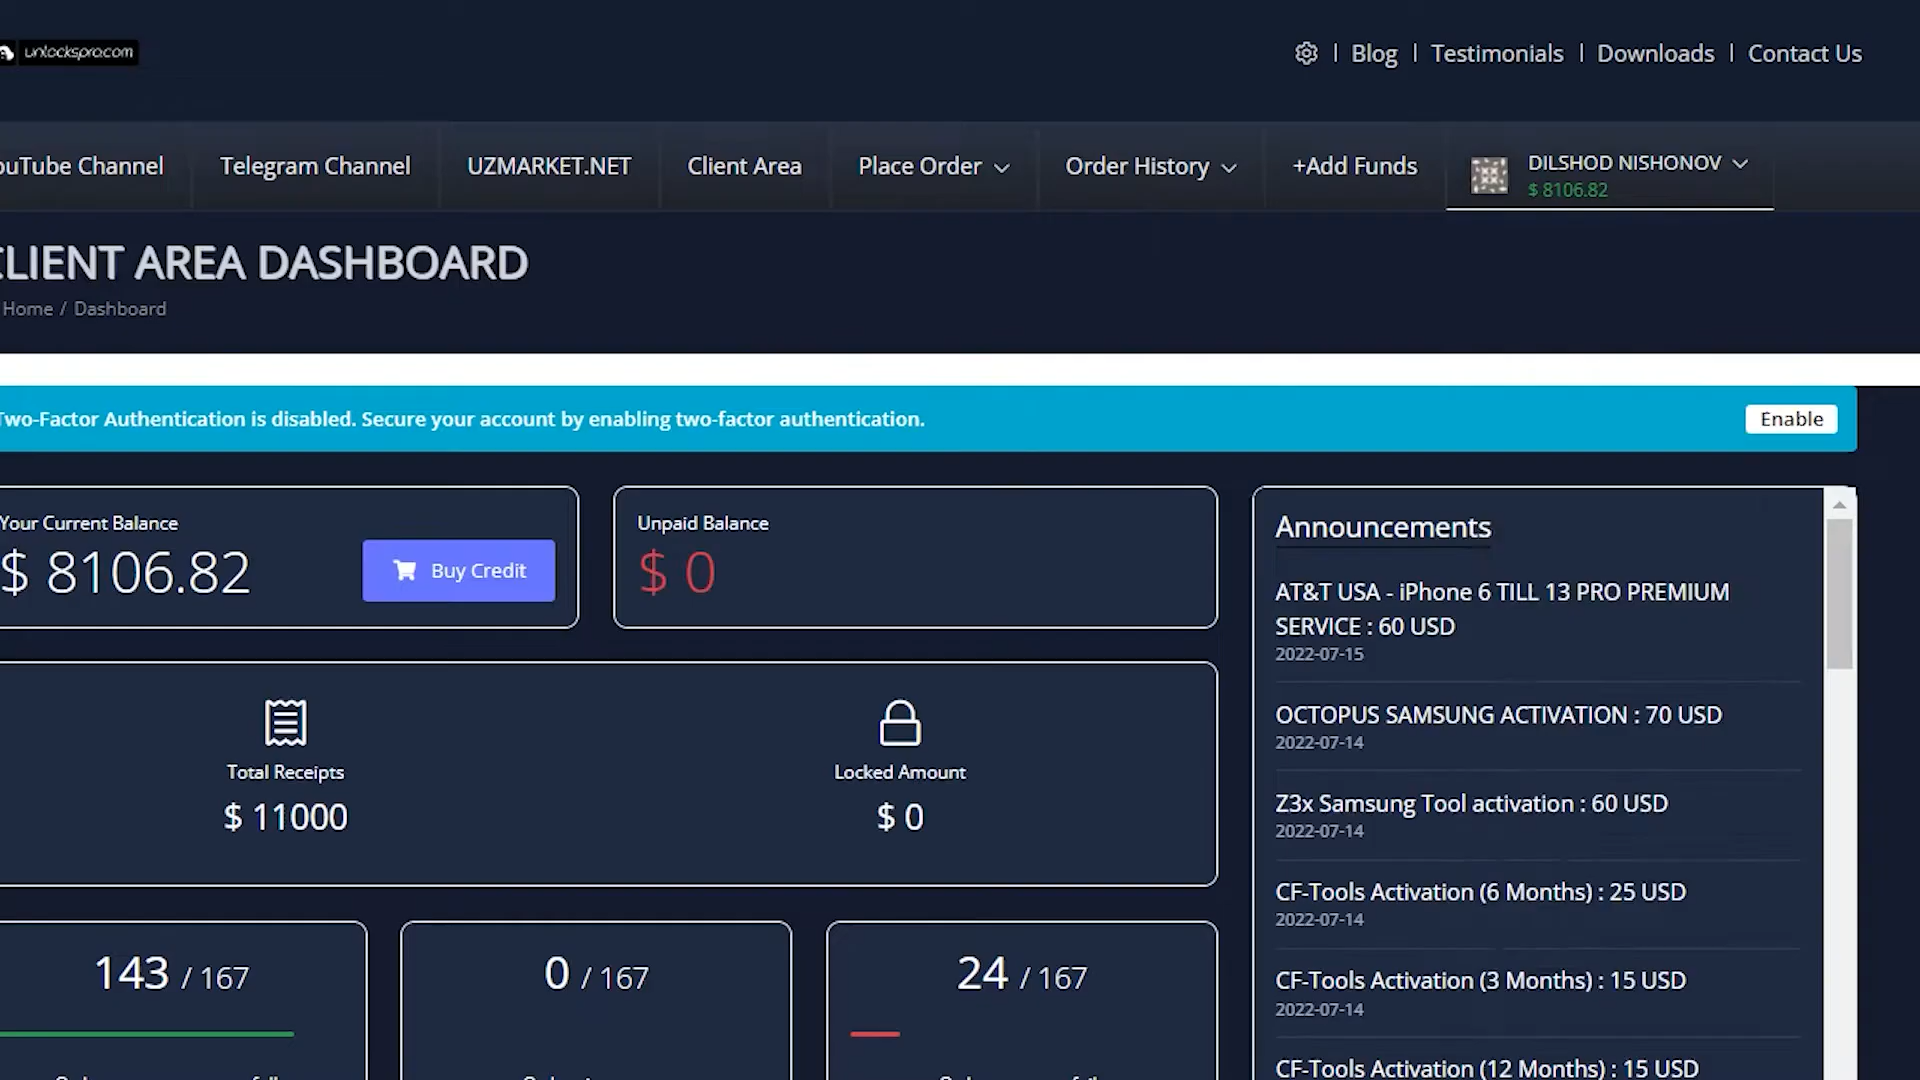 unlockspro.com
Blog | Testimonials | Downloads | Contact Us
ouTube Channel
Telegram Channel
UZMARKET.NET
Client Area
Place Order
Order History
+Add Funds
DILSHOD NISHONOV
$ 8106.82
CLIENT AREA DASHBOARD
Home / Dashboard
Two-Factor Authentication is disabled. Secure your account by enabling two-factor authentication.
Enable
Your Current Balance
$ 8106.82
Buy Credit
Unpaid Balance
$ 0
Total Receipts
$ 11000
Locked Amount
$ 0
143 / 167
0 / 167
24 / 167
Announcements
AT&T USA - iPhone 6 TILL 13 PRO PREMIUM
SERVICE : 60 USD
2022-07-15
OCTOPUS SAMSUNG ACTIVATION : 70 USD
2022-07-14
Z3x Samsung Tool activation : 60 USD
2022-07-14
CF-Tools Activation (6 Months) : 25 USD
2022-07-14
CF-Tools Activation (3 Months) : 15 USD
2022-07-14
CF-Tools Activation (12 Months) : 15 USD